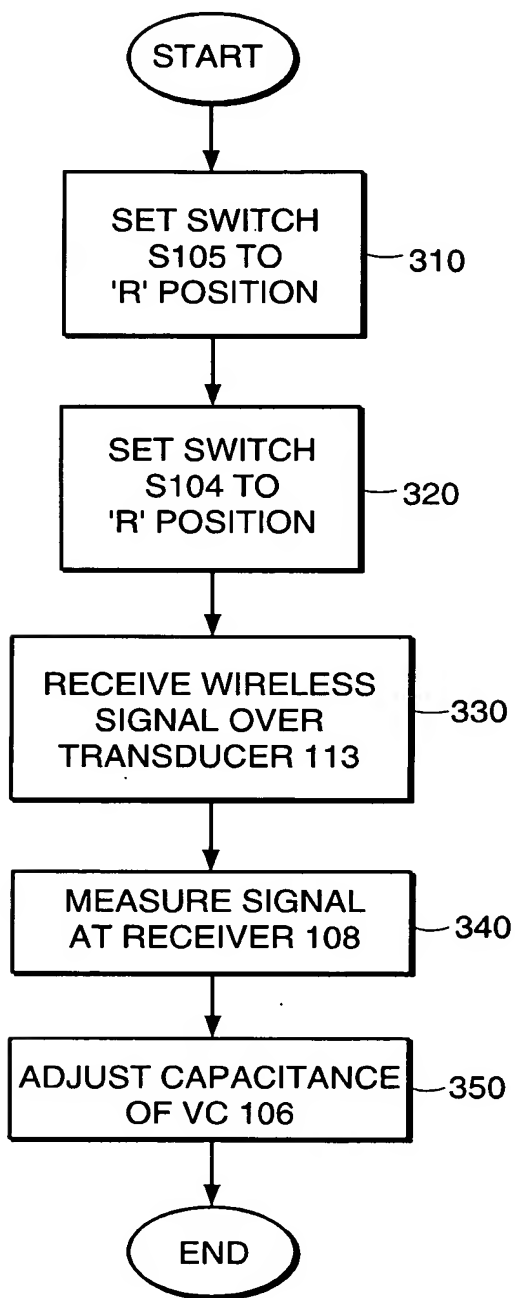 START
SET SWITCH
S105 TO
'R' POSITION
310
SET SWITCH
S104 TO
'R' POSITION
320
RECEIVE WIRELESS
SIGNAL OVER
TRANSDUCER 113
330
MEASURE SIGNAL
AT RECEIVER 108
340
ADJUST CAPACITANCE
OF VC 106
350
END